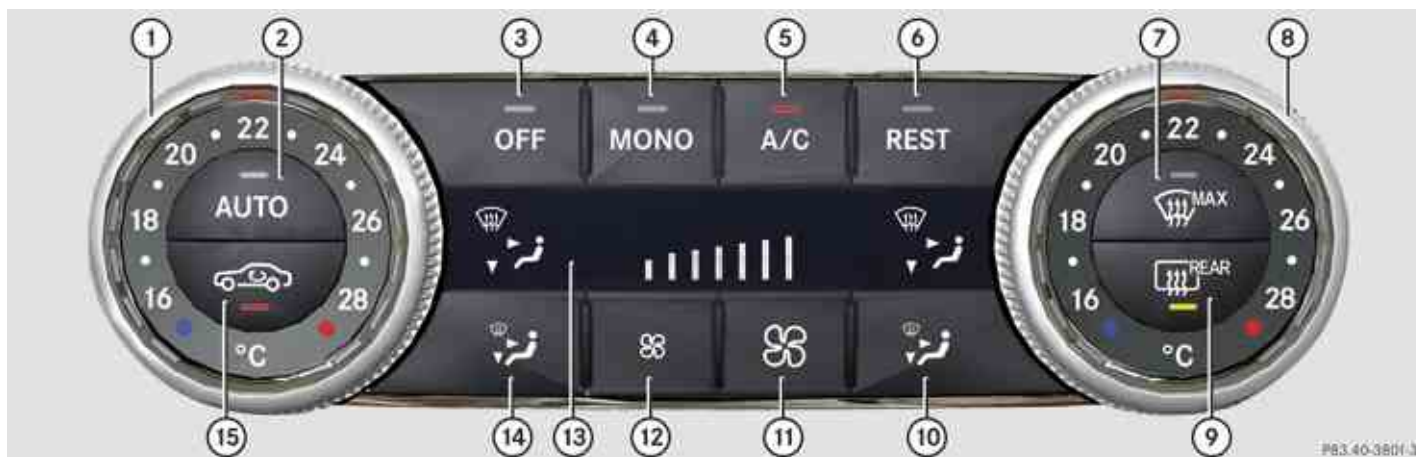 1 2 3 4 5 6 7 8
22 22
20 24 20 24
OFF MONO A/C REST
AUTO MAX
18 26 18 26
REAR
16 28 16 28
°C °C
15 14 13 12 11 10 9
P83.40-3801-3